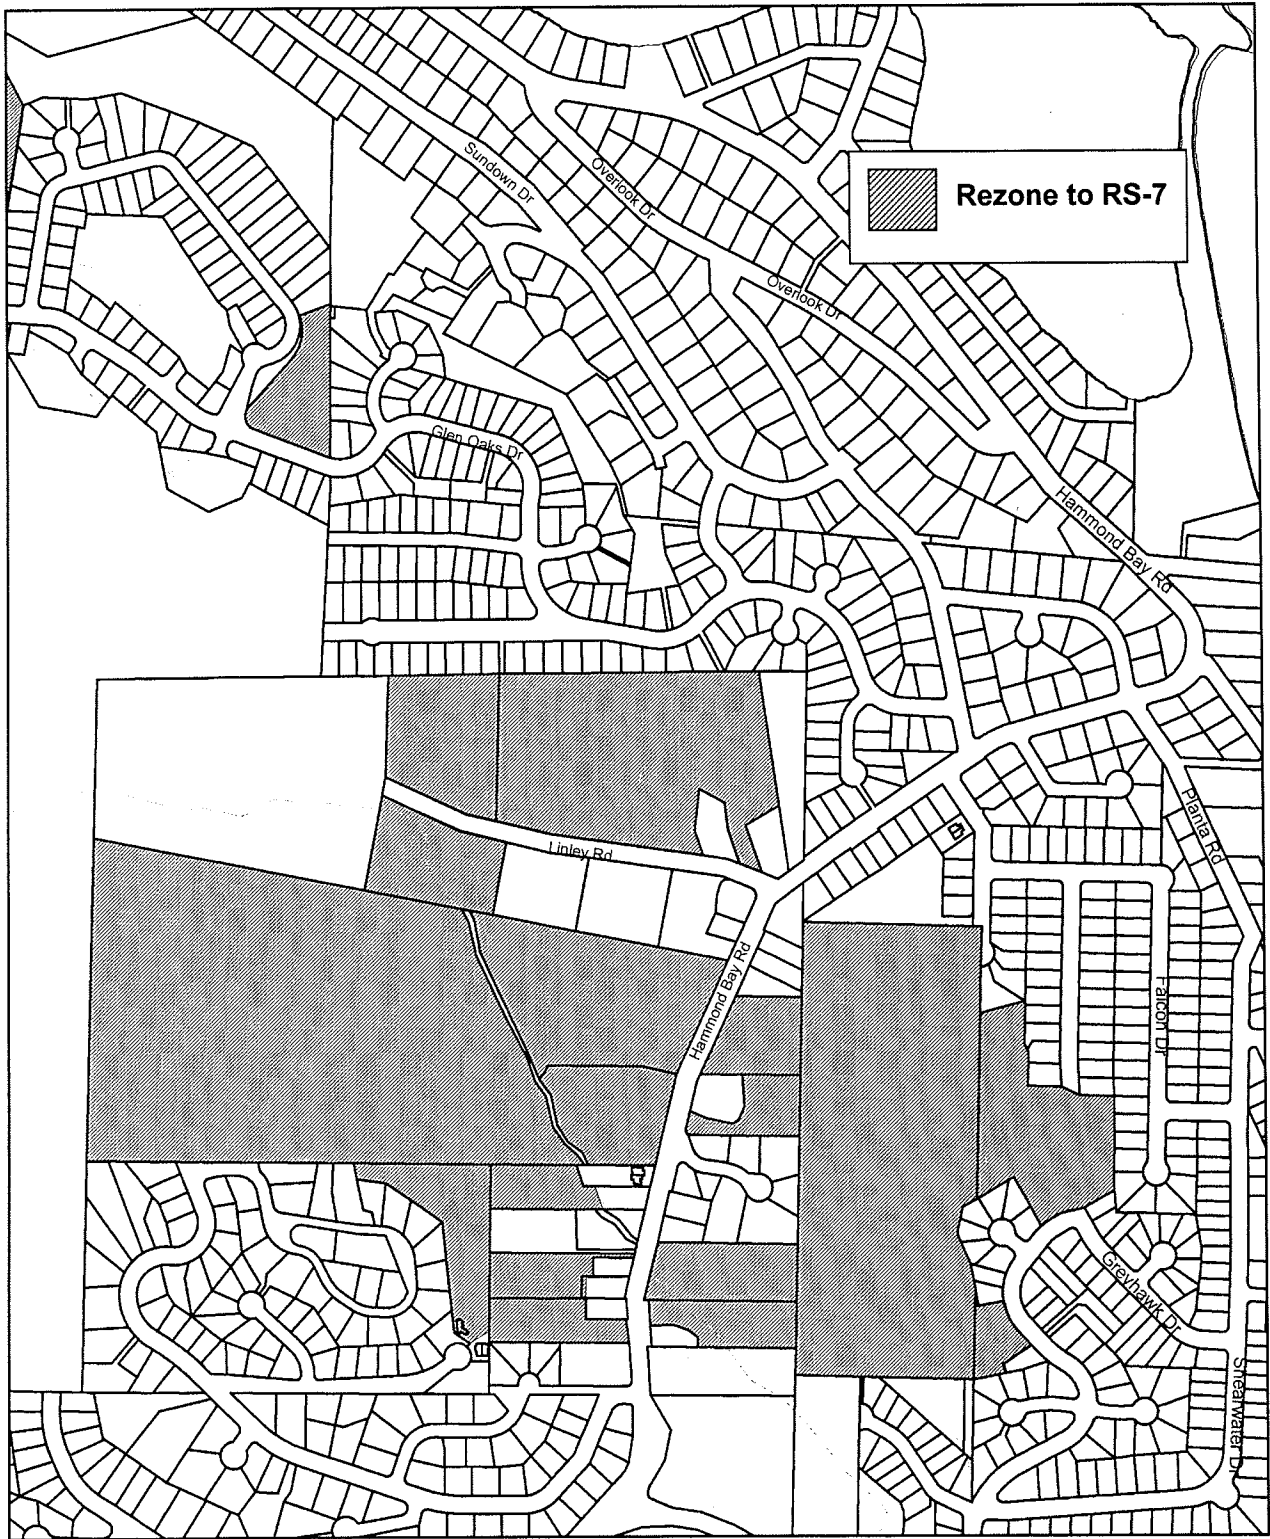 Sundown Dr
Overlook Dr
Rezone to RS-7
Overlook Dr
Glen Oaks Dr
Hammond Bay Rd
Planta Rd
Linley Rd
Hammond Bay Rd
Falcon Dr
Greyhawk Dr
Shearwater Dr